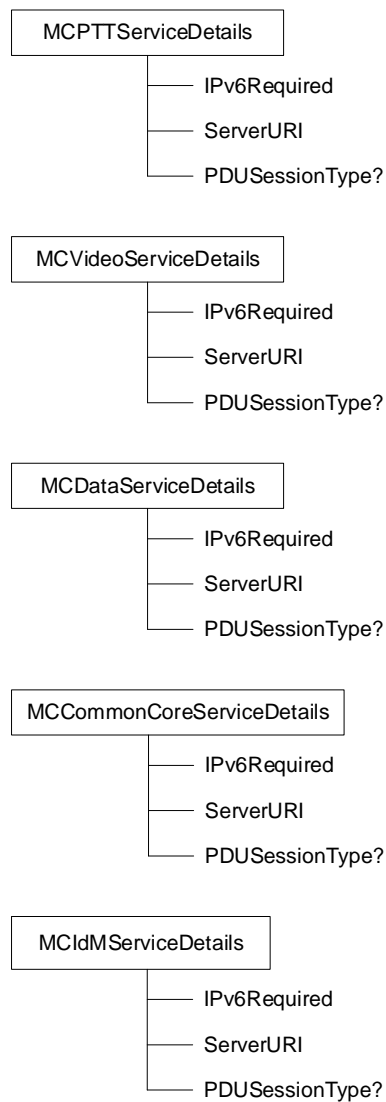 MCPTTServiceDetails
IPv6Required
ServerURI
PDUSessionType?
MCVideoServiceDetails
IPv6Required
ServerURI
PDUSessionType?
MCDataServiceDetails
IPv6Required
ServerURI
PDUSessionType?
MCCommonCoreServiceDetails
IPv6Required
ServerURI
PDUSessionType?
MCIdMServiceDetails
IPv6Required
ServerURI
PDUSessionType?